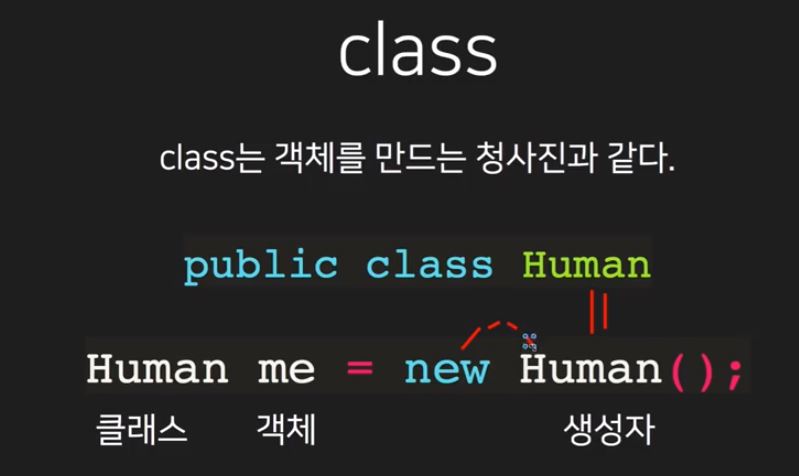 class
class는 객체를 만드는 청사진과 같다.
public class Human
Human me = new Human();
클래스 객체 생성자